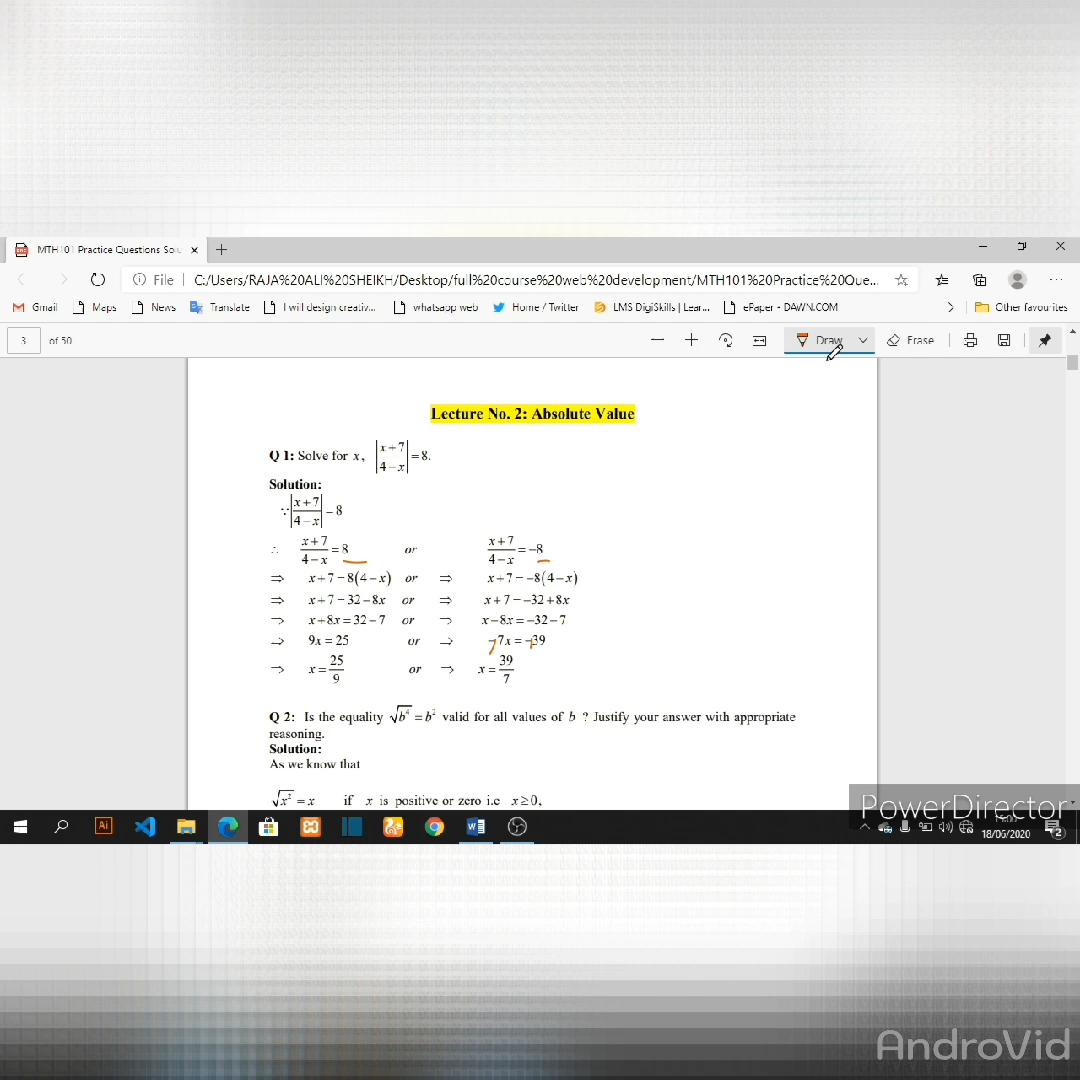 MTH101 Practice Questions Solu
File | C:/Users/RAJA%20ALI%20SHEIKH/Desktop/full%20course%20web%20development/MTH101%20Practice%20Que...
Gmail Maps News Translate I will design creativ... whatsapp web Home / Twitter LMS DigiSkills | Lear... ePaper - DAWN.COM Other favourites
3 of 50 Draw Erase
Lecture No. 2: Absolute Value
Q 1: Solve for x, |(x+7)/(4−x)| = 8.
Solution:
∵ |(x+7)/(4−x)| = 8
∴ (x+7)/(4−x) = 8 or (x+7)/(4−x) = −8
⇒ x+7 = 8(4−x) or ⇒ x+7 = −8(4−x)
⇒ x+7 = 32−8x or ⇒ x+7 = −32+8x
⇒ x+8x = 32−7 or ⇒ x−8x = −32−7
⇒ 9x = 25 or ⇒ −7x = −39
⇒ x = 25/9 or ⇒ x = 39/7
Q 2: Is the equality √b⁴ = b² valid for all values of b ? Justify your answer with appropriate
reasoning.
Solution:
As we know that
√x² = x if x is positive or zero i.e x ≥ 0,
PowerDirector
18/06/2020 2
AndroVid